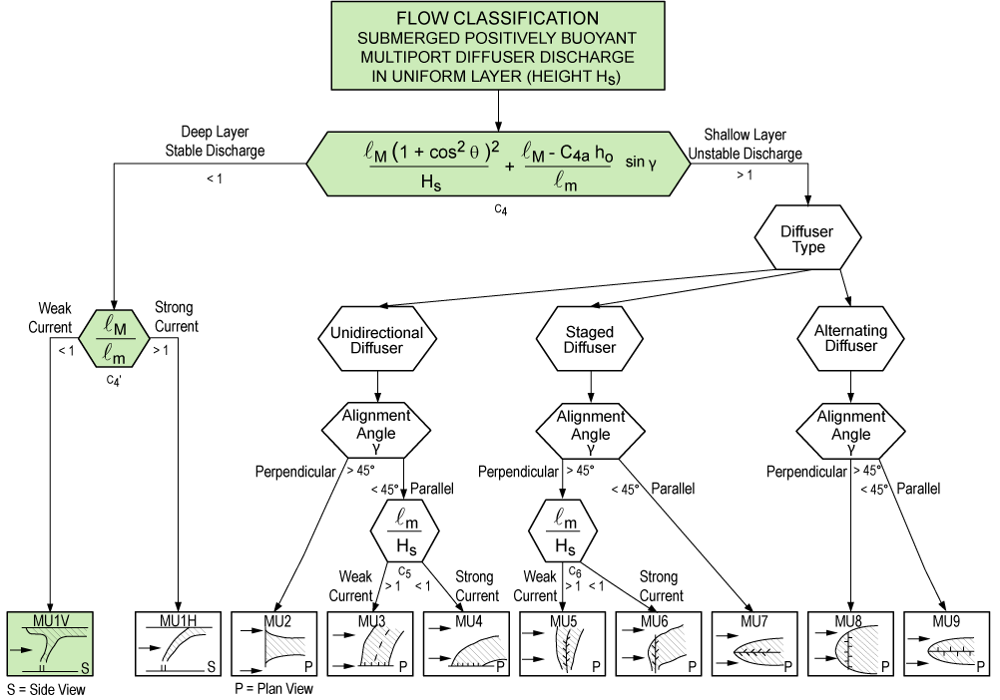 FLOW CLASSIFICATION
SUBMERGED POSITIVELY BUOYANT
MULTIPORT DIFFUSER DISCHARGE
IN UNIFORM LAYER (HEIGHT Hs)
Deep Layer
Stable Discharge
< 1
ℓM (1 + cos² θ )² / Hs + ℓM - C4a ho / ℓm sin γ
C4
Shallow Layer
Unstable Discharge
> 1
Diffuser
Type
Weak
Current
< 1
ℓM / ℓm
C4'
Strong
Current
> 1
Unidirectional
Diffuser
Staged
Diffuser
Alternating
Diffuser
Alignment
Angle
γ
Alignment
Angle
γ
Alignment
Angle
γ
Perpendicular > 45°
< 45° Parallel
Perpendicular > 45°
< 45° Parallel
Perpendicular > 45°
< 45° Parallel
ℓm / Hs
C5
ℓm / Hs
C6
Weak
Current
> 1
< 1
Strong
Current
Weak
Current
> 1
< 1
Strong
Current
MU1V
S
MU1H
S
MU2
P
MU3
P
MU4
P
MU5
P
MU6
P
MU7
P
MU8
P
MU9
P
S = Side View
P = Plan View